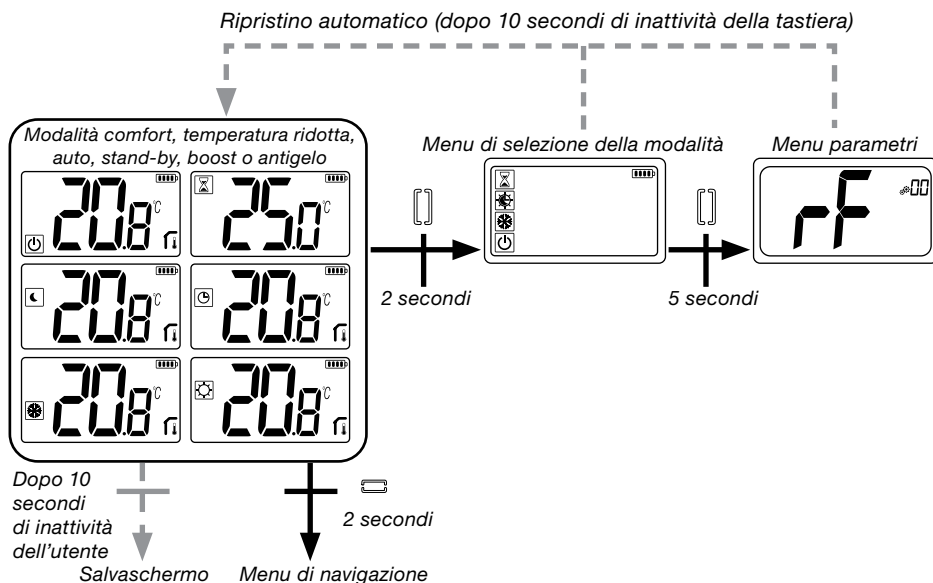 Ripristino automatico (dopo 10 secondi di inattività della tastiera)
Modalità comfort, temperatura ridotta,
auto, stand-by, boost o antigelo
Menu di selezione della modalità
Menu parametri
20.8°C
25.0°C
20.8°C
20.8°C
20.8°C
20.8°C
rF
00
2 secondi
5 secondi
Dopo 10
secondi
di inattività
dell'utente
2 secondi
Salvaschermo
Menu di navigazione